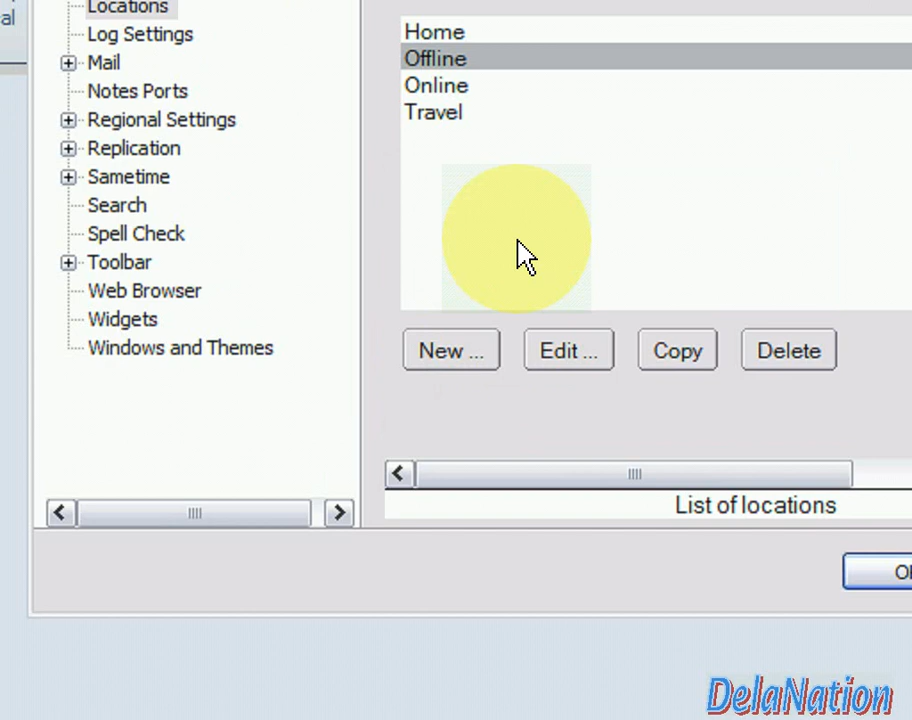 al
Locations
Log Settings
Mail
Notes Ports
Regional Settings
Replication
Sametime
Search
Spell Check
Toolbar
Web Browser
Widgets
Windows and Themes
Home
Offline
Online
Travel
New ...
Edit ...
Copy
Delete
List of locations
DelaNation